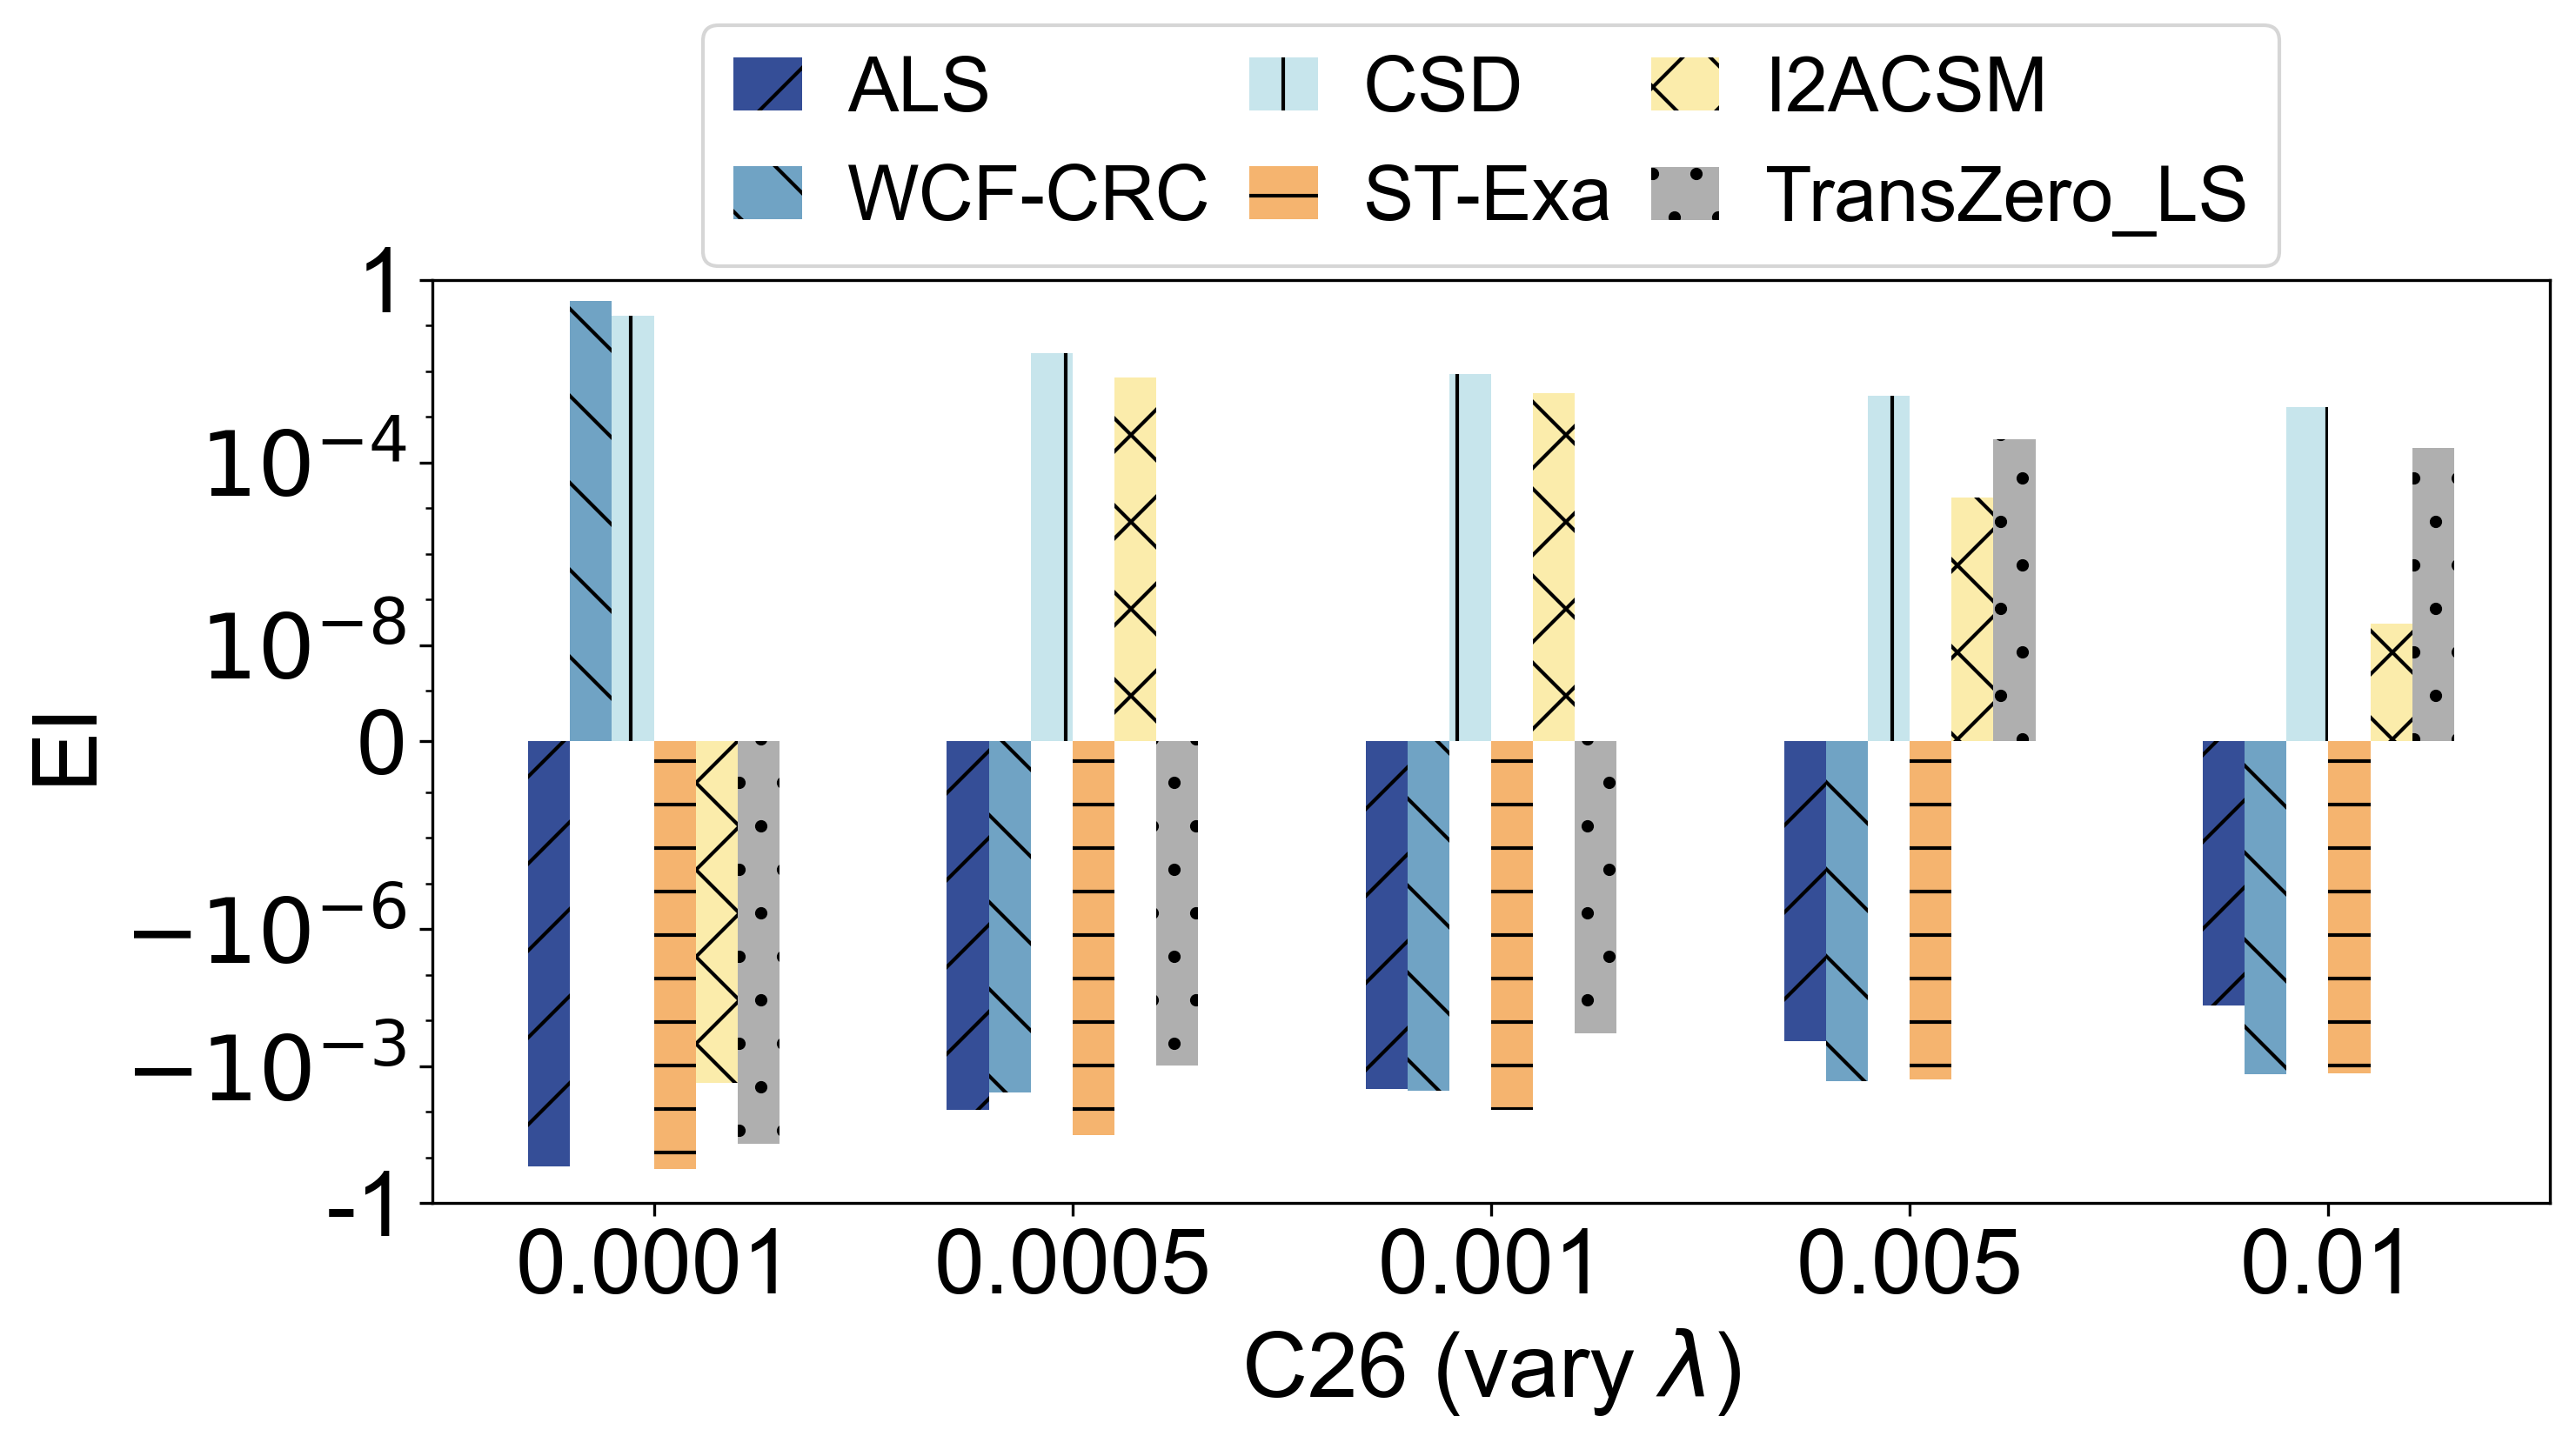 ALS CSD I2ACSM
WCF-CRC ST-Exa TransZero_LS
1
10⁻⁴
10⁻⁸
0
−10⁻⁶
−10⁻³
-1
EI
0.0001 0.0005 0.001 0.005 0.01
C26 (vary λ)